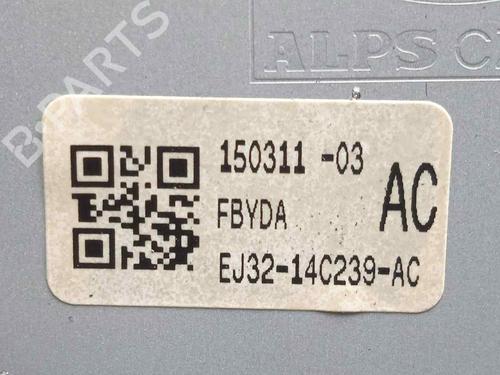 B-PARTS
ALPS
150311 -03
FBYDA
AC
EJ32-14C239-AC